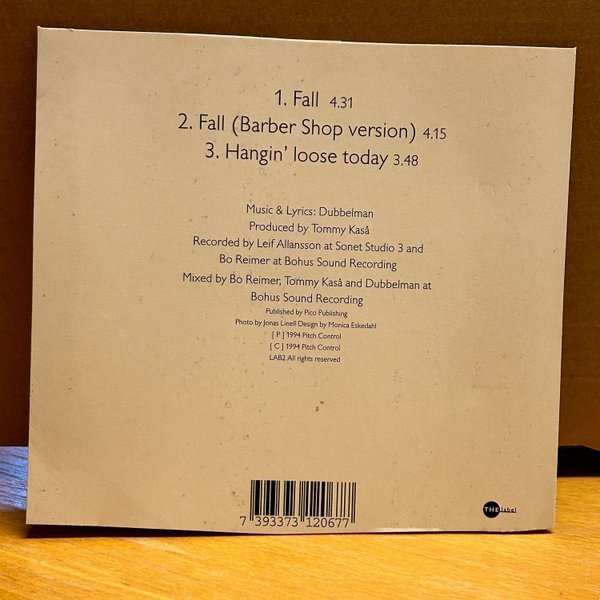 1. Fall 4.31
2. Fall (Barber Shop version) 4.15
3. Hangin' loose today 3.48
Music & Lyrics: Dubbelman
Produced by Tommy Kaså
Recorded by Leif Allansson at Sonet Studio 3 and
Bo Reimer at Bohus Sound Recording
Mixed by Bo Reimer, Tommy Kaså and Dubbelman at
Bohus Sound Recording
Published by Pico Publishing
Photo by Jonas Linell Design by Monica Eskedahl
[ P ] 1994 Pitch Control
[ C ] 1994 Pitch Control
LAB2 All rights reserved
7 393373 120677
THE label